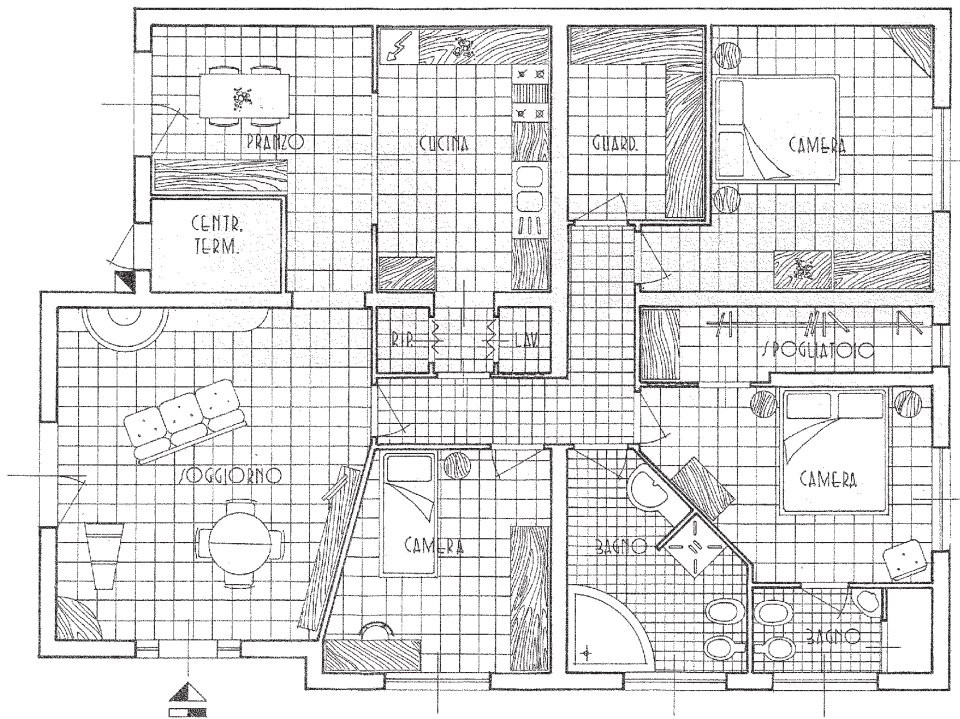 PRANZO
CUCINA
GUARD.
CAMERA
CENTR.
TERM.
RIP.
LAV.
SPOGLIATOIO
SOGGIORNO
CAMERA
CAMERA
BAGNO
BAGNO